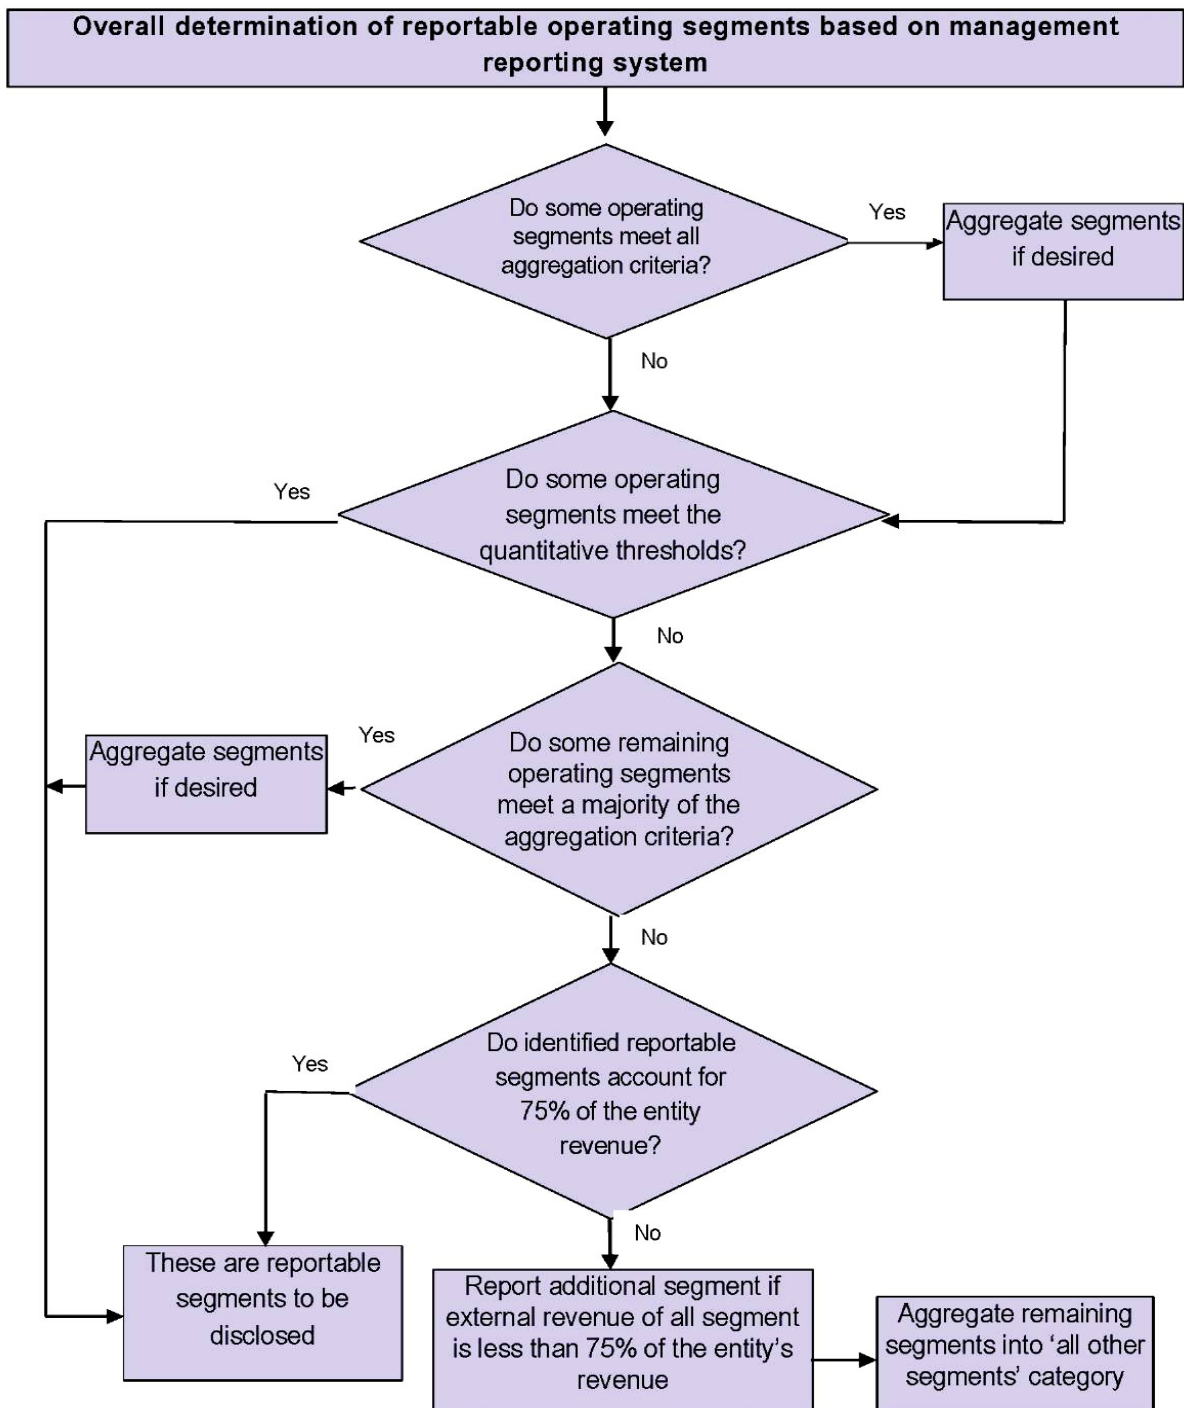 Overall determination of reportable operating segments based on management
reporting system
Do some operating
segments meet all
aggregation criteria?
Yes
Aggregate segments
if desired
No
Do some operating
segments meet the
quantitative thresholds?
Yes
No
Do some remaining
operating segments
meet a majority of the
aggregation criteria?
Yes
Aggregate segments
if desired
No
Do identified reportable
segments account for
75% of the entity
revenue?
Yes
No
These are reportable
segments to be
disclosed
Report additional segment if
external revenue of all segment
is less than 75% of the entity's
revenue
Aggregate remaining
segments into ‘all other
segments’ category